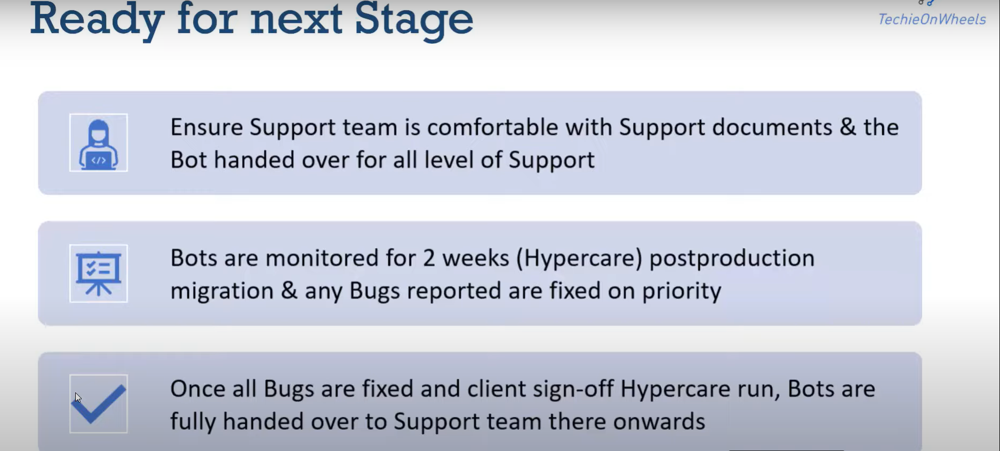 Ready for next Stage
TechieOnWheels
Ensure Support team is comfortable with Support documents & the
Bot handed over for all level of Support
</>
Bots are monitored for 2 weeks (Hypercare) postproduction
migration & any Bugs reported are fixed on priority
Once all Bugs are fixed and client sign-off Hypercare run, Bots are
fully handed over to Support team there onwards